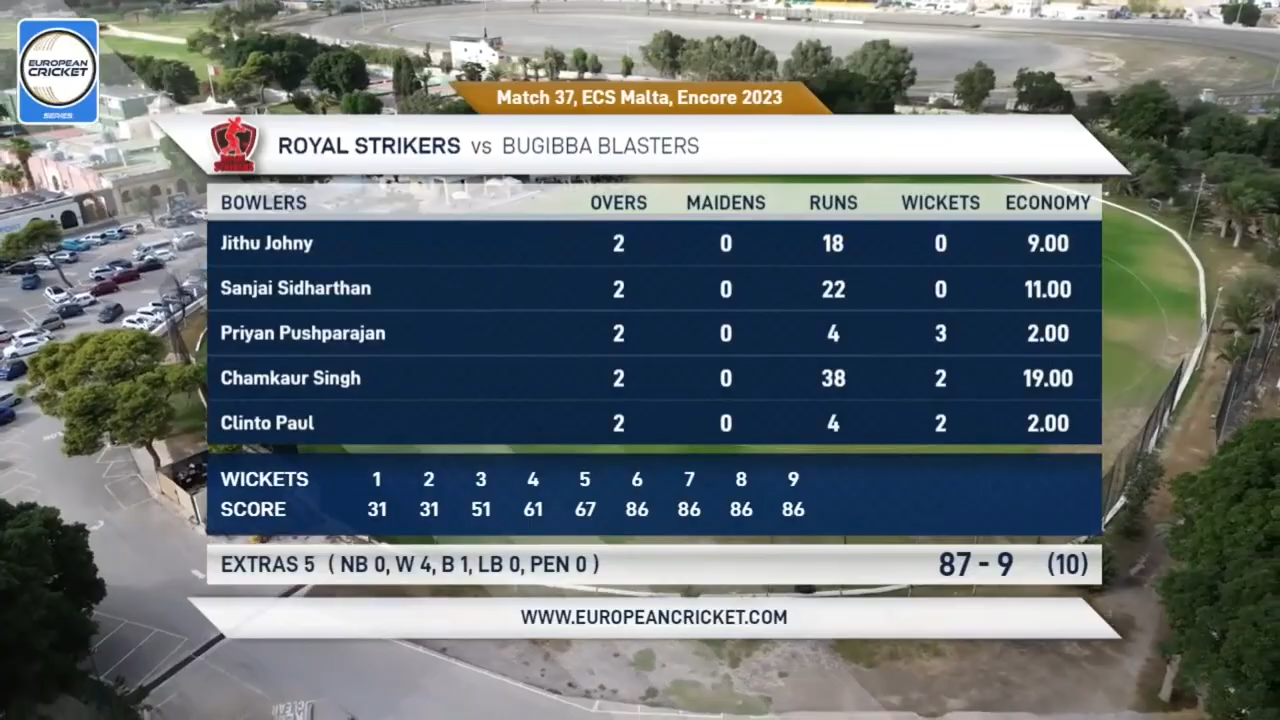 EUROPEAN
CRICKET
SERIES
Match 37, ECS Malta, Encore 2023
ROYAL STRIKERS vs BUGIBBA BLASTERS
BOWLERS OVERS MAIDENS RUNS WICKETS ECONOMY
Jithu Johny 2 0 18 0 9.00
Sanjai Sidharthan 2 0 22 0 11.00
Priyan Pushparajan 2 0 4 3 2.00
Chamkaur Singh 2 0 38 2 19.00
Clinto Paul 2 0 4 2 2.00
WICKETS 1 2 3 4 5 6 7 8 9
SCORE 31 31 51 61 67 86 86 86 86
EXTRAS 5 ( NB 0, W 4, B 1, LB 0, PEN 0 ) 87 - 9 (10)
WWW.EUROPEANCRICKET.COM